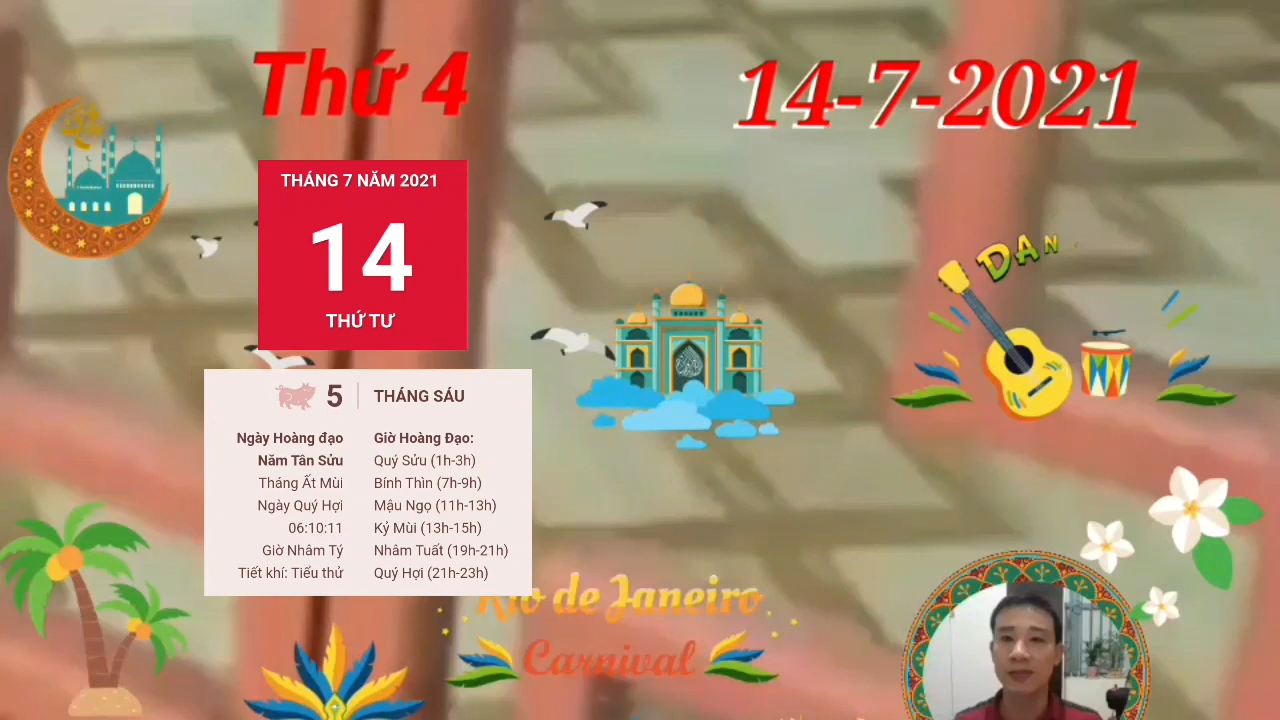 Thứ 4
14-7-2021
THÁNG 7 NĂM 2021
14
THỨ TƯ
5
THÁNG SÁU
Ngày Hoàng đạo
Năm Tân Sửu
Tháng Ất Mùi
Ngày Quý Hợi
06:10:11
Giờ Nhâm Tý
Tiết khí: Tiểu thử
Giờ Hoàng Đạo:
Quý Sửu (1h-3h)
Bính Thìn (7h-9h)
Mậu Ngọ (11h-13h)
Kỷ Mùi (13h-15h)
Nhâm Tuất (19h-21h)
Quý Hợi (21h-23h)
DAN
Rio de Janeiro
Carnival